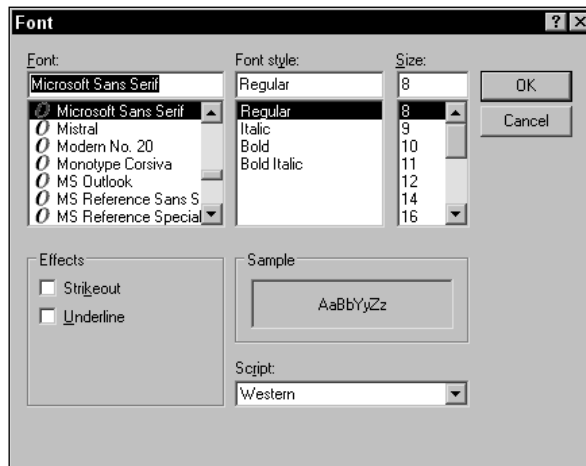 Font
Font:
Microsoft Sans Serif
Microsoft Sans Serif
Mistral
Modern No. 20
Monotype Corsiva
MS Outlook
MS Reference Sans S
MS Reference Special
Font style:
Regular
Regular
Italic
Bold
Bold Italic
Size:
8
8
9
10
11
12
14
16
OK
Cancel
Effects
Strikeout
Underline
Sample
AaBbYyZz
Script:
Western